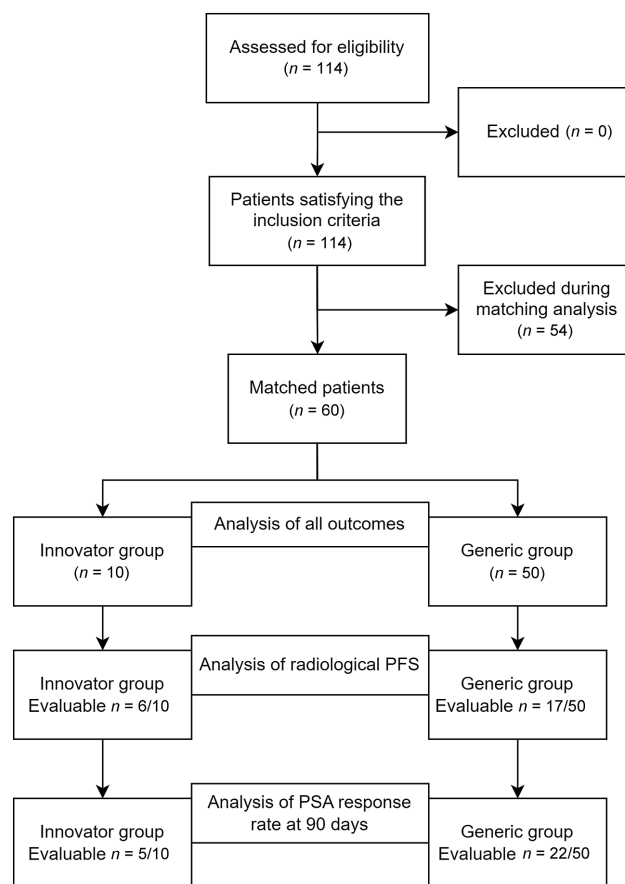 Assessed for eligibility
(n = 114)
Excluded (n = 0)
Patients satisfying the
inclusion criteria
(n = 114)
Excluded during
matching analysis
(n = 54)
Matched patients
(n = 60)
Analysis of all outcomes
Innovator group
(n = 10)
Generic group
(n = 50)
Analysis of radiological PFS
Innovator group
Evaluable n = 6/10
Generic group
Evaluable n = 17/50
Analysis of PSA response
rate at 90 days
Innovator group
Evaluable n = 5/10
Generic group
Evaluable n = 22/50